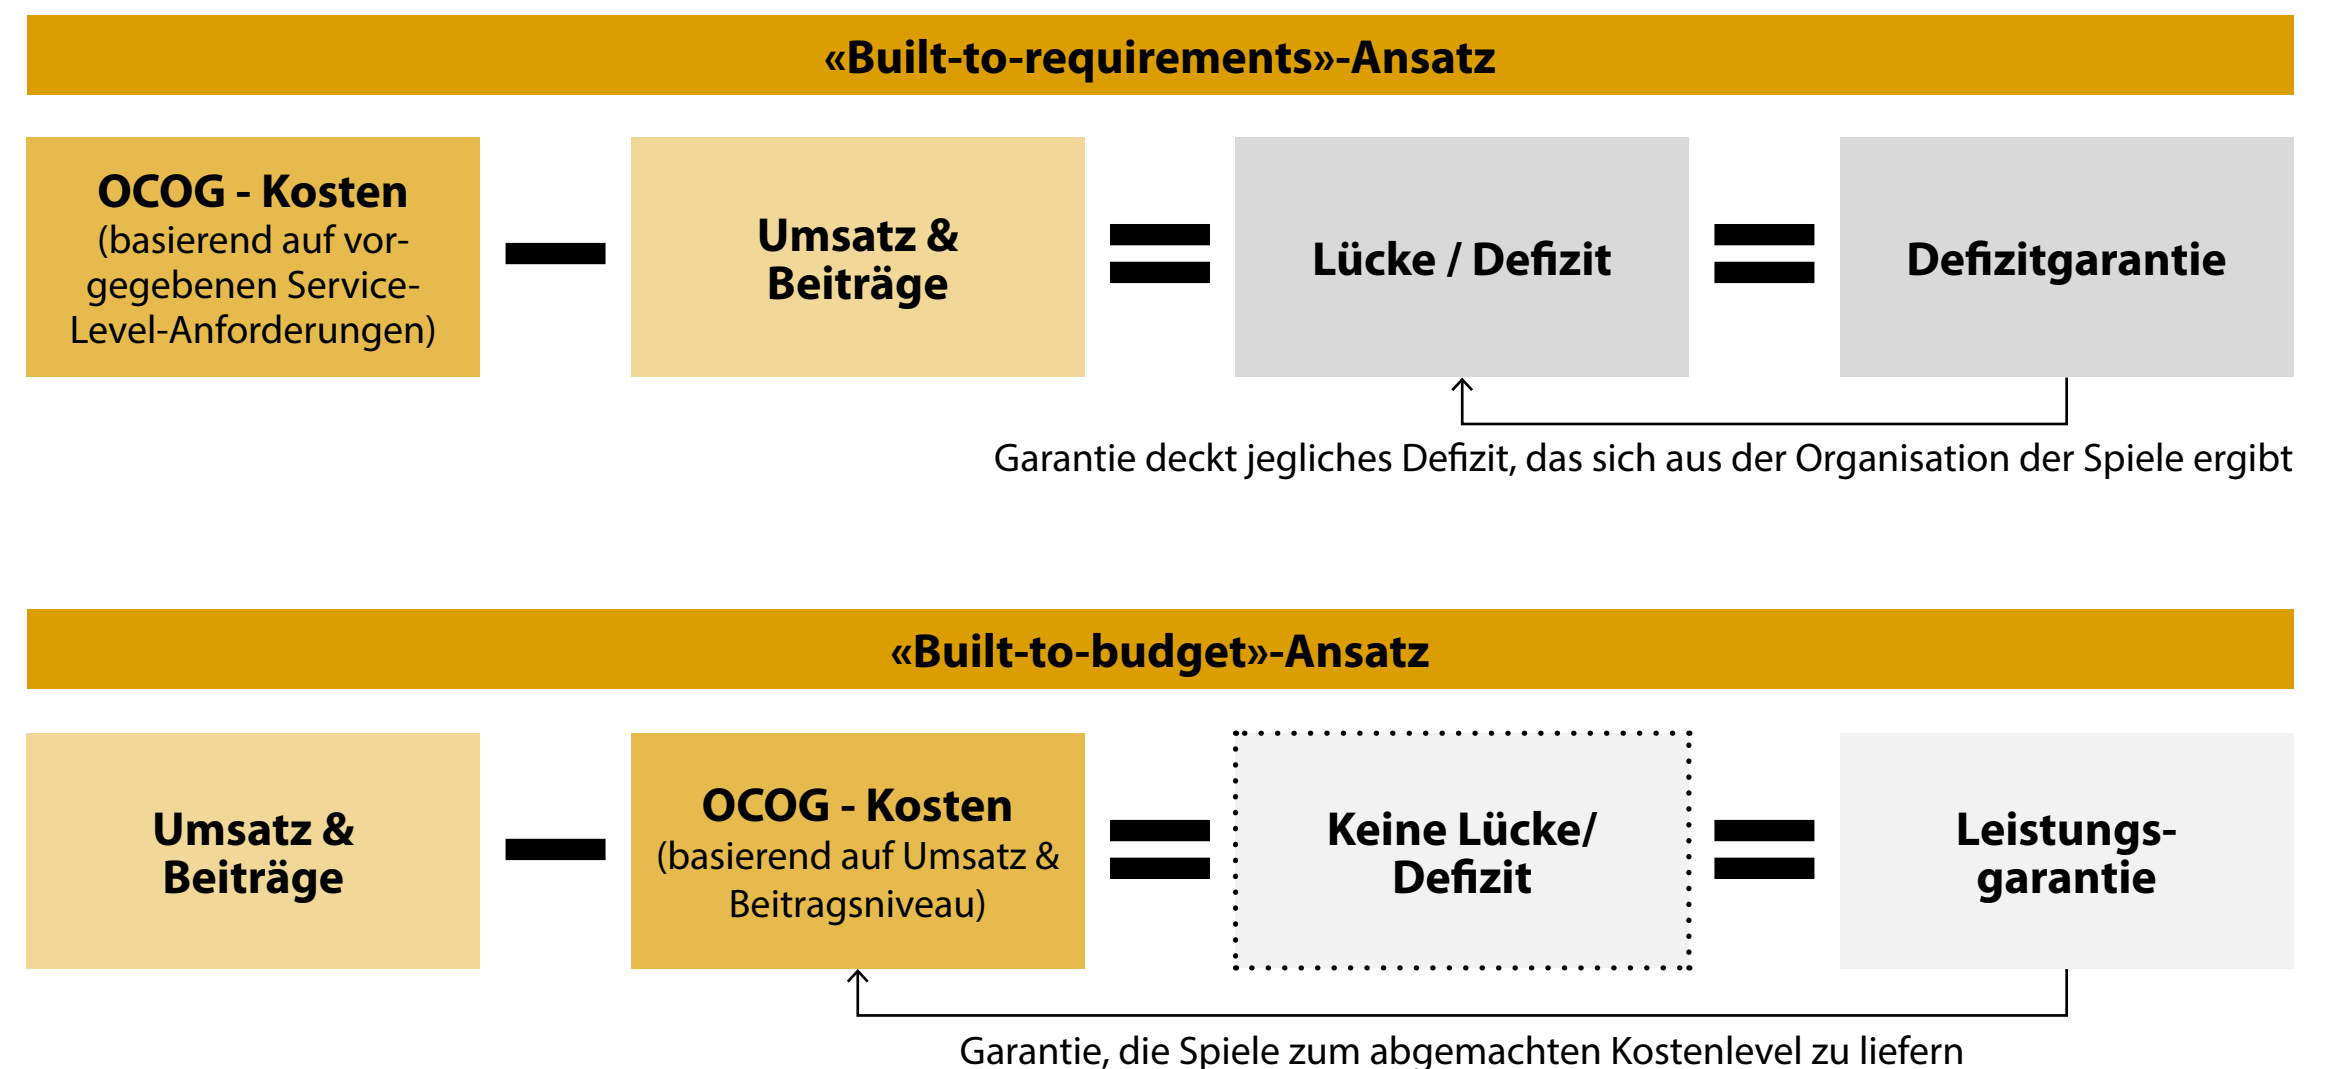 «Built-to-requirements»-Ansatz
OCOG - Kosten
(basierend auf vor-
gegebenen Service-
Level-Anforderungen)
Umsatz &
Beiträge
Lücke / Defizit
Defizitgarantie
Garantie deckt jegliches Defizit, das sich aus der Organisation der Spiele ergibt
«Built-to-budget»-Ansatz
Umsatz &
Beiträge
OCOG - Kosten
(basierend auf Umsatz &
Beitragsniveau)
Keine Lücke/
Defizit
Leistungs-
garantie
Garantie, die Spiele zum abgemachten Kostenlevel zu liefern